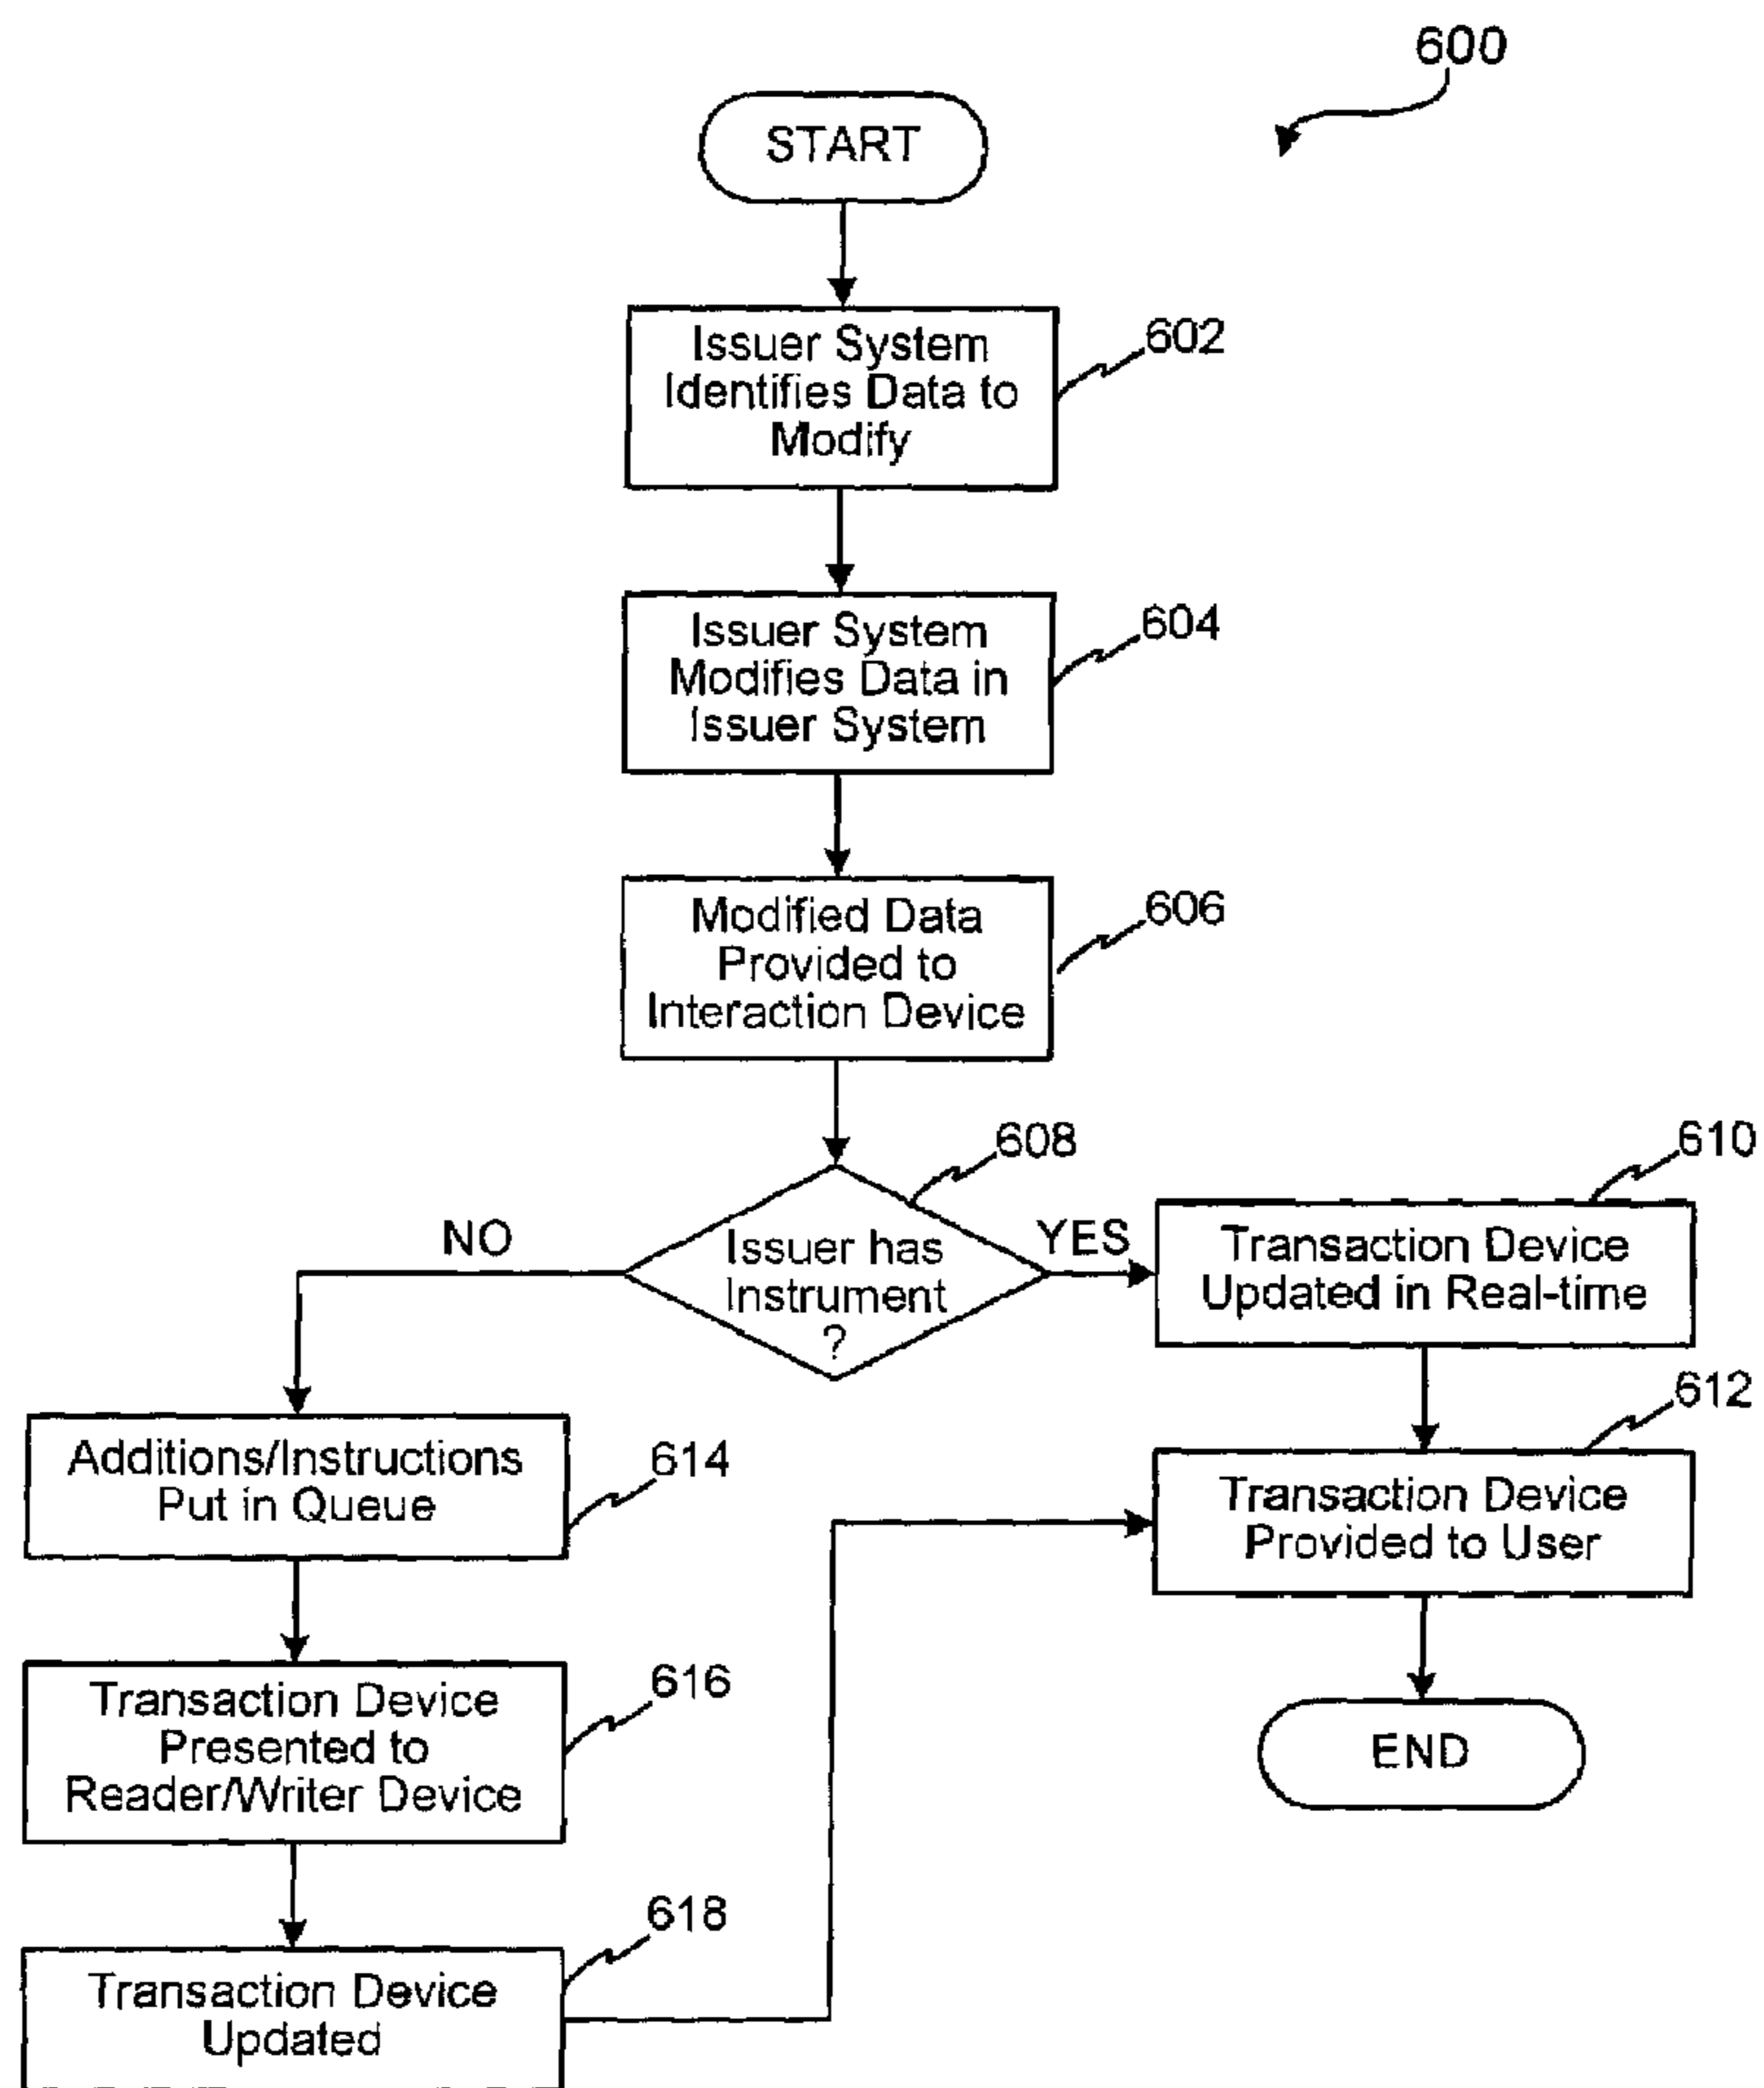 600
START
Issuer System
Identifies Data to
Modify
602
Issuer System
Modifies Data in
Issuer System
604
Modified Data
Provided to
Interaction Device
606
608
Issuer has
Instrument
?
NO
YES
610
Transaction Device
Updated in Real-time
612
Transaction Device
Provided to User
END
Additions/Instructions
Put in Queue
614
Transaction Device
Presented to
Reader/Writer Device
616
Transaction Device
Updated
618